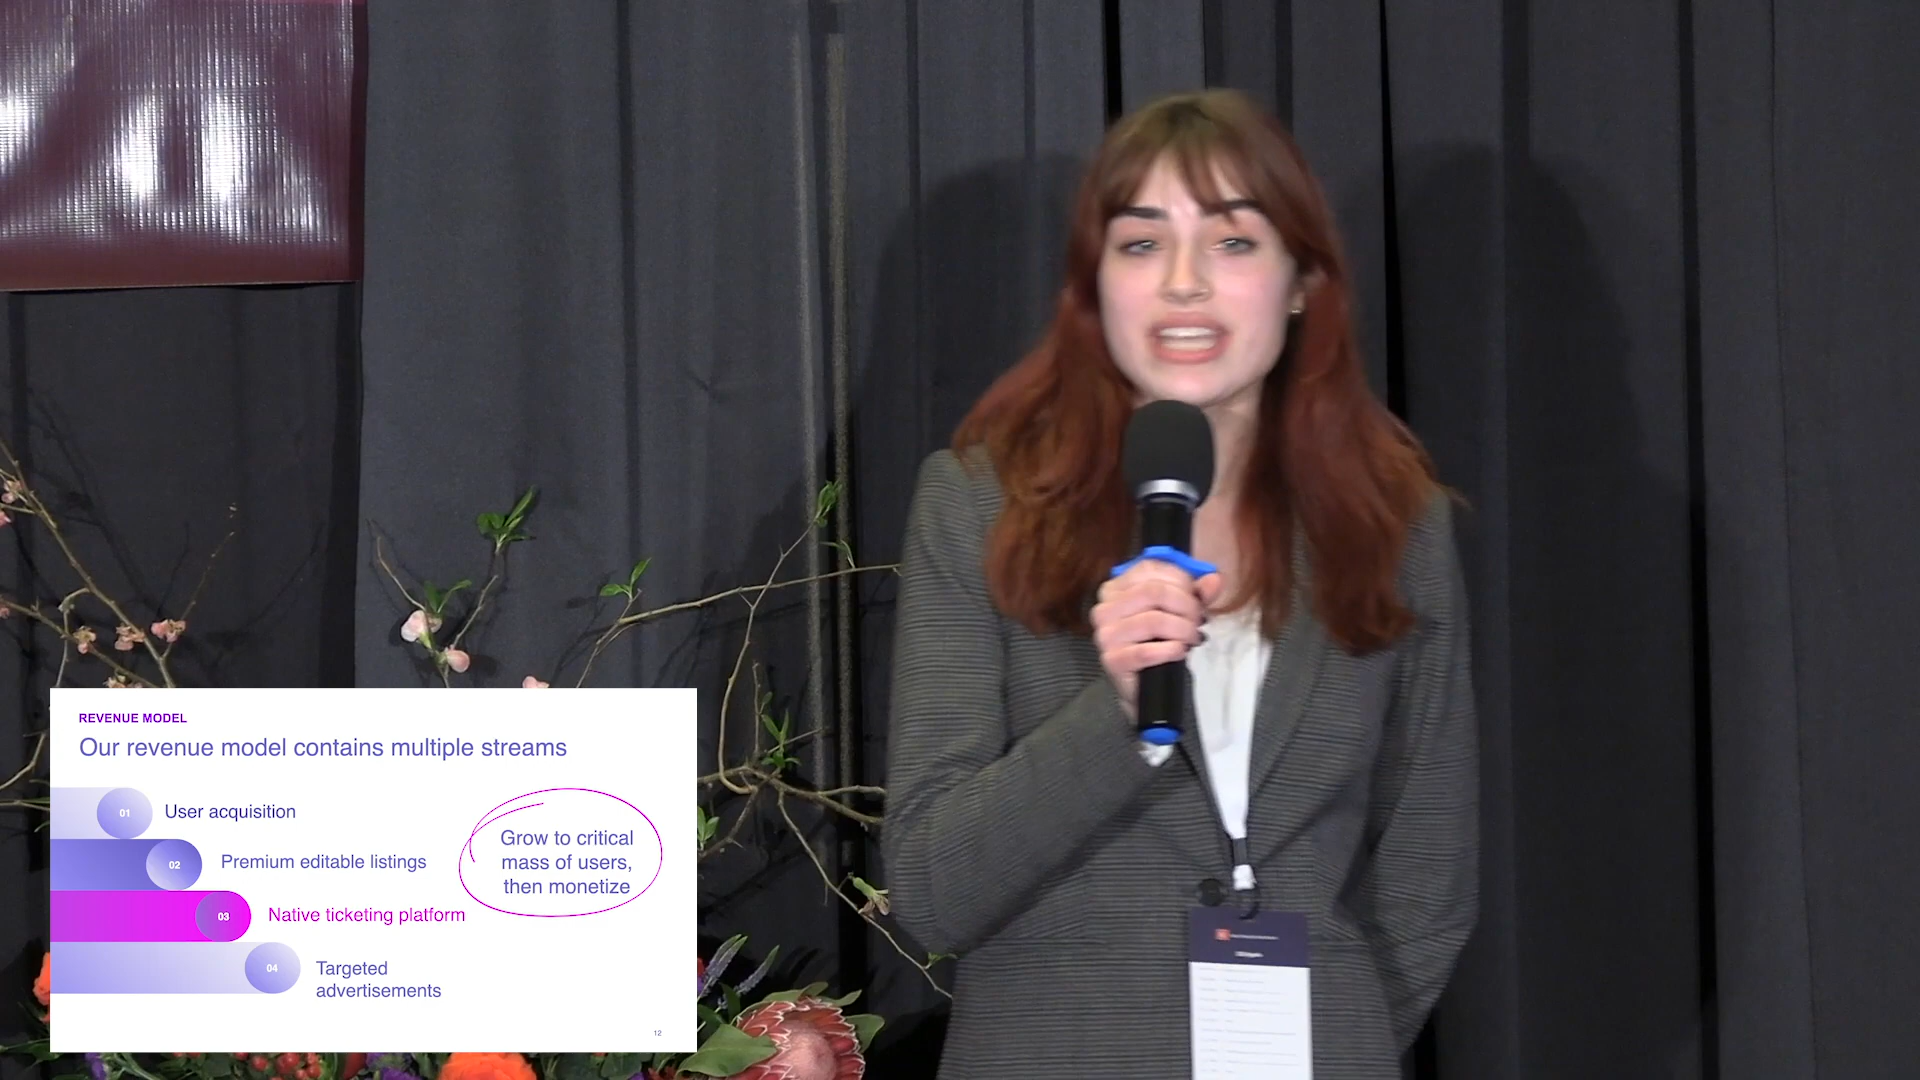 REVENUE MODEL
Our revenue model contains multiple streams
01
User acquisition
02
Premium editable listings
03
Native ticketing platform
04
Targeted
advertisements
Grow to critical
mass of users,
then monetize
12